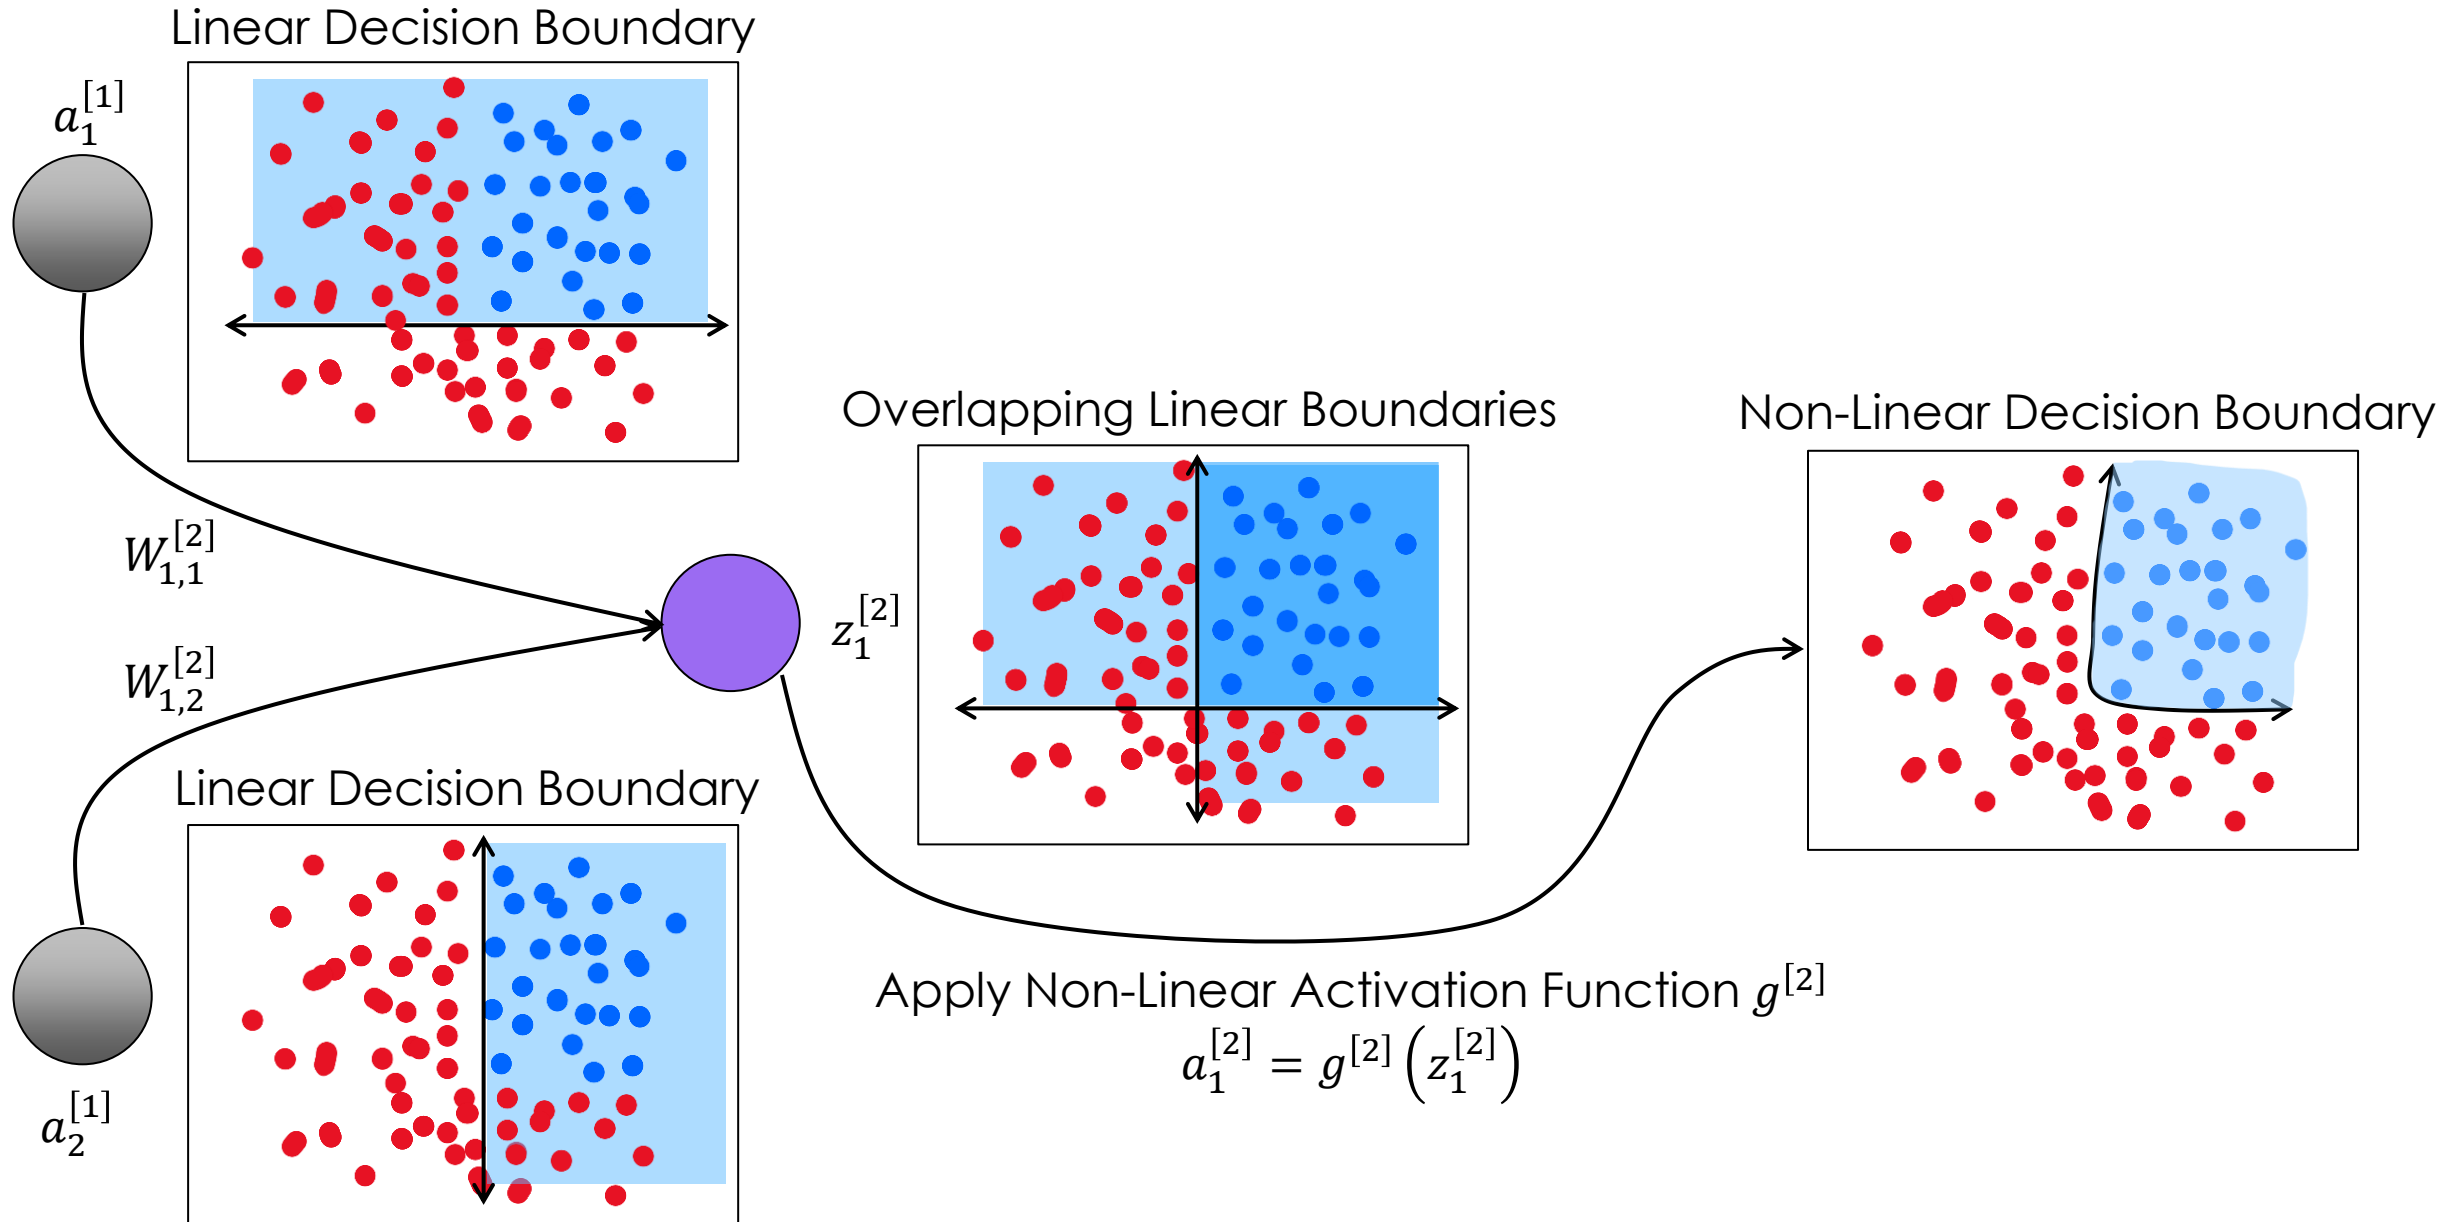 Linear Decision Boundary
a_1^{[1]}
W_{1,1}^{[2]}
W_{1,2}^{[2]}
Linear Decision Boundary
a_2^{[1]}
Overlapping Linear Boundaries
z_1^{[2]}
Non-Linear Decision Boundary
Apply Non-Linear Activation Function g^{[2]}
a_1^{[2]} = g^{[2]}(z_1^{[2]})